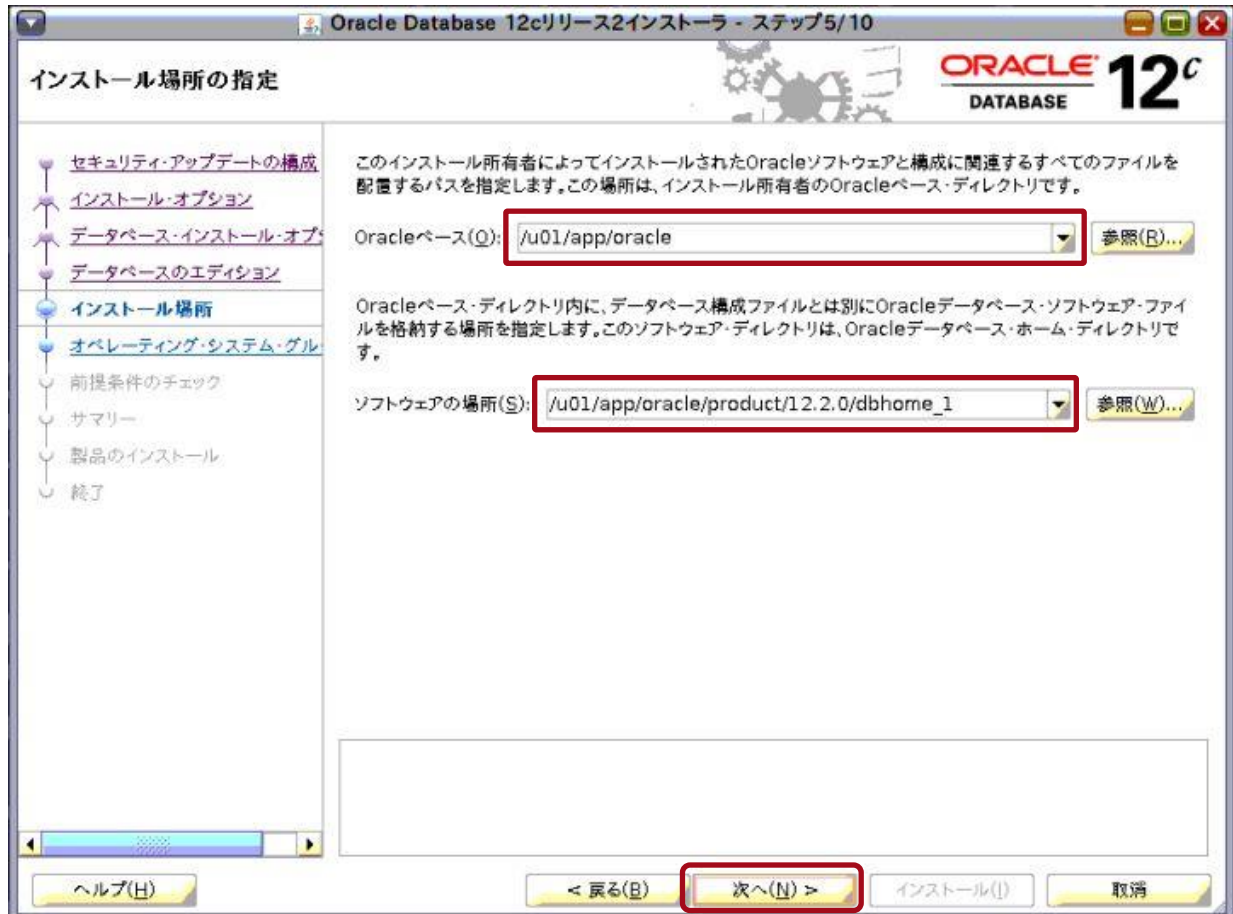 Oracle Database 12cリリース2インストーラ - ステップ5/10
インストール場所の指定
ORACLE 12c
DATABASE
セキュリティ・アップデートの構成
インストール・オプション
データベース・インストール・オプ
データベースのエディション
インストール場所
オペレーティング・システム・グル
前提条件のチェック
サマリー
製品のインストール
終了
このインストール所有者によってインストールされたOracleソフトウェアと構成に関連するすべてのファイルを
配置するパスを指定します。この場所は、インストール所有者のOracleベース・ディレクトリです。
Oracleベース(O): /u01/app/oracle 参照(R)...
Oracleベース・ディレクトリ内に、データベース構成ファイルとは別にOracleデータベース・ソフトウェア・ファイ
ルを格納する場所を指定します。このソフトウェア・ディレクトリは、Oracleデータベース・ホーム・ディレクトリで
す。
ソフトウェアの場所(S): /u01/app/oracle/product/12.2.0/dbhome_1 参照(W)...
ヘルプ(H) < 戻る(B) 次へ(N) > インストール(I) 取消